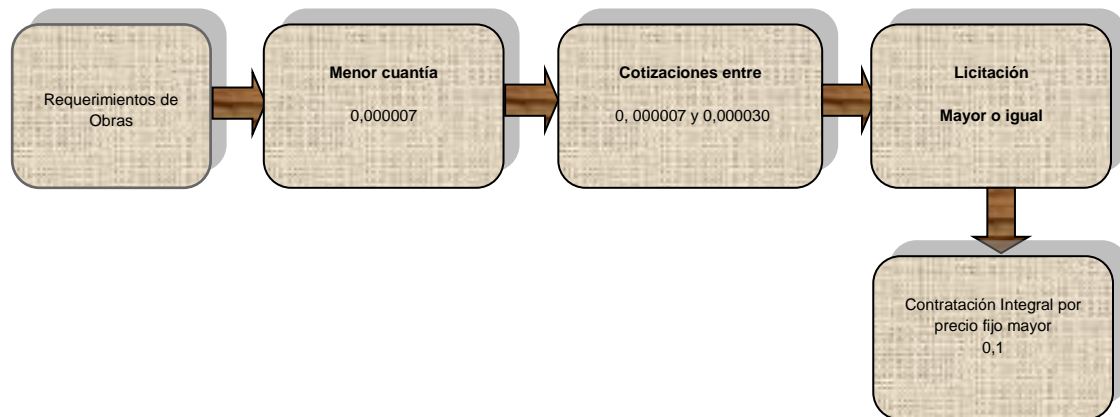 Requerimientos de
Obras
Menor cuantía
0,000007
Cotizaciones entre
0, 000007 y 0,000030
Licitación
Mayor o igual
Contratación Integral por
precio fijo mayor
0,1